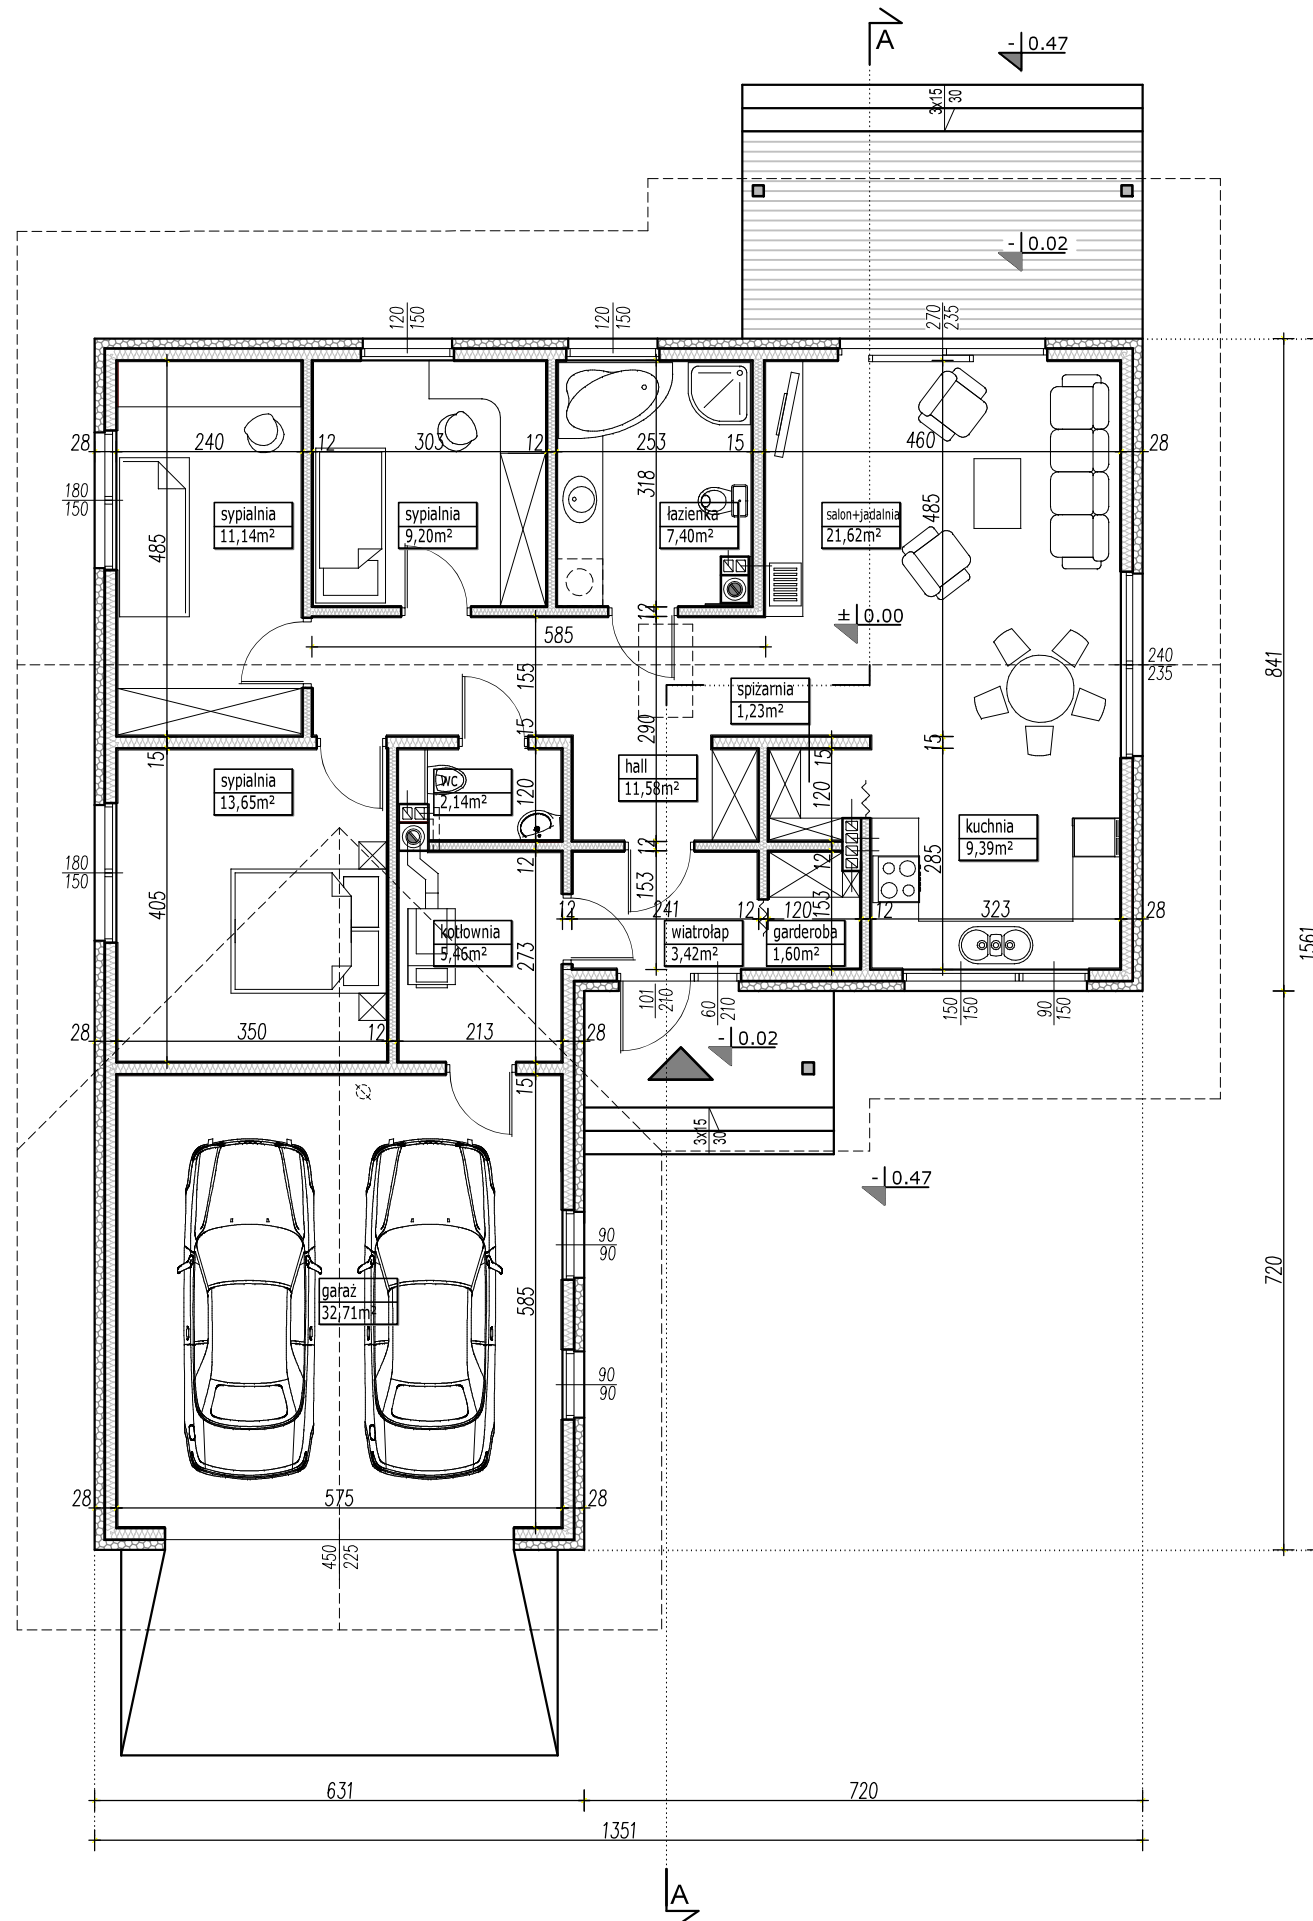 A
- 0.47
3x15
30
- 0.02
120
150
120
150
270
235
28
240
12
303
12
253
15
460
28
180
150
318
485
sypialnia
11,14m²
sypialnia
9,20m²
łazienka
7,40m²
salon+jadalnia
21,62m²
485
12
± 0.00
585
155
240
235
841
spiżarnia
1,23m²
290
15
15
15
15
hall
11,58m²
sypialnia
13,65m²
wc
2,14m²
120
120
kuchnia
9,39m²
180
150
12
12
12
153
285
405
153
12
241
12
120
12
323
28
kotłownia
5,46m²
273
wiatrołap
3,42m²
garderoba
1,60m²
1561
101
210
60
210
150
150
90
150
28
350
12
213
28
- 0.02
15
3x15
30
- 0.47
90
90
720
garaż
32,71m²
585
90
90
28
575
28
450
225
631
720
1351
A